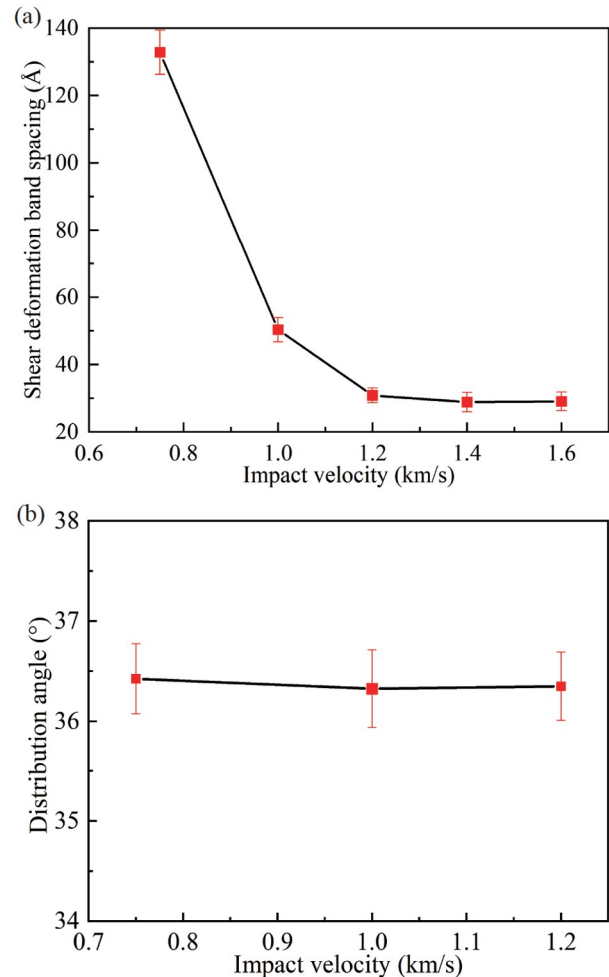 (a)
Shear deformation band spacing (Å)
140
120
100
80
60
40
20
0.6 0.8 1.0 1.2 1.4 1.6
Impact velocity (km/s)
(b)
Distribution angle (°)
38
37
36
35
34
0.7 0.8 0.9 1.0 1.1 1.2
Impact velocity (km/s)